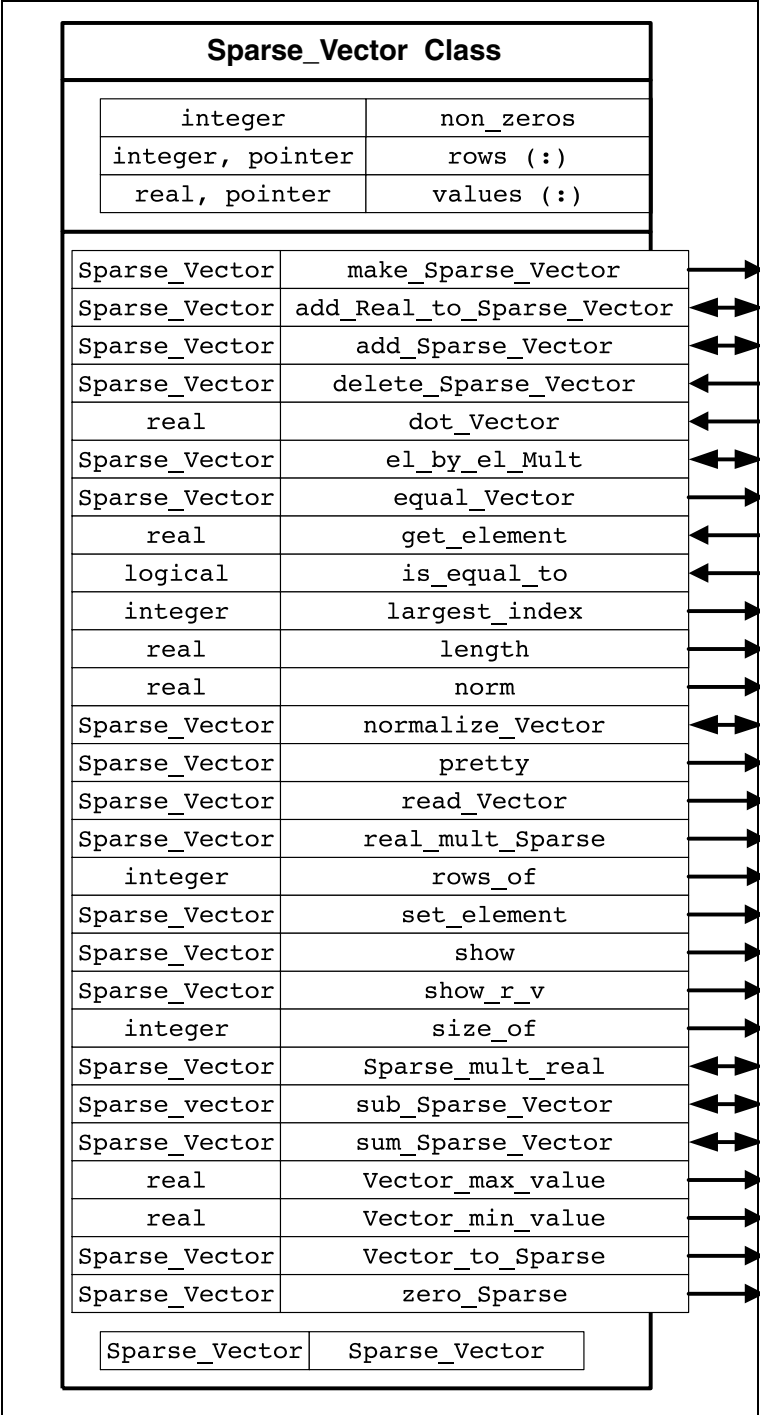 Sparse_Vector Class
integer non_zeros
integer, pointer rows (:)
real, pointer values (:)
Sparse_Vector make_Sparse_Vector
Sparse_Vector add_Real_to_Sparse_Vector
Sparse_Vector add_Sparse_Vector
Sparse_Vector delete_Sparse_Vector
real dot_Vector
Sparse_Vector el_by_el_Mult
Sparse_Vector equal_Vector
real get_element
logical is_equal_to
integer largest_index
real length
real norm
Sparse_Vector normalize_Vector
Sparse_Vector pretty
Sparse_Vector read_Vector
Sparse_Vector real_mult_Sparse
integer rows_of
Sparse_Vector set_element
Sparse_Vector show
Sparse_Vector show_r_v
integer size_of
Sparse_Vector Sparse_mult_real
Sparse_vector sub_Sparse_Vector
Sparse_Vector sum_Sparse_Vector
real Vector_max_value
real Vector_min_value
Sparse_Vector Vector_to_Sparse
Sparse_Vector zero_Sparse
Sparse_Vector Sparse_Vector